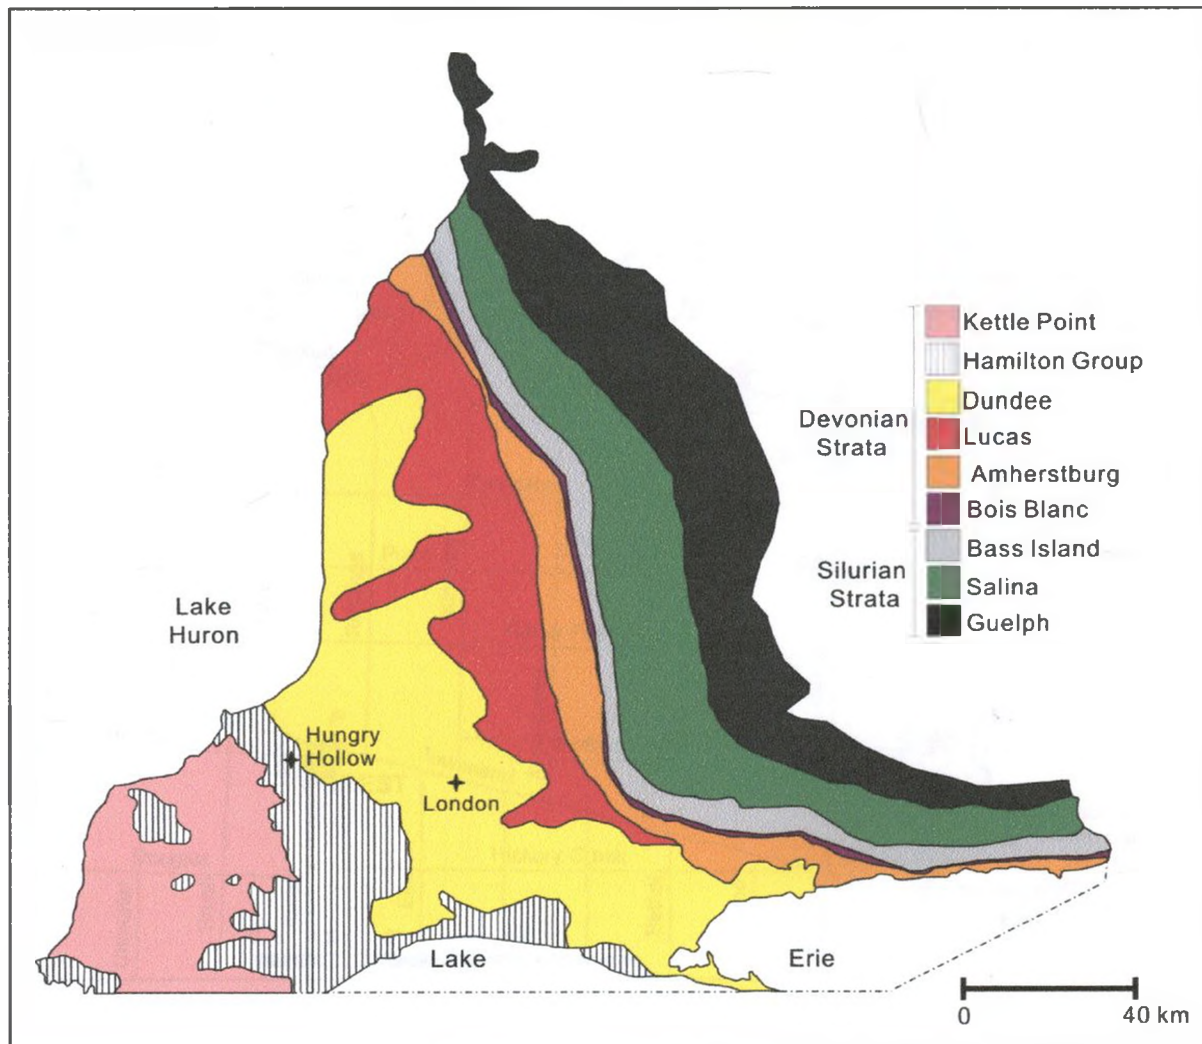 Kettle Point
Hamilton Group
Dundee
Devonian
Strata
Lucas
Amherstburg
Bois Blanc
Bass Island
Silurian
Strata
Salina
Guelph
Lake
Huron
Hungry
Hollow
London
Lake
Erie
0
40 km